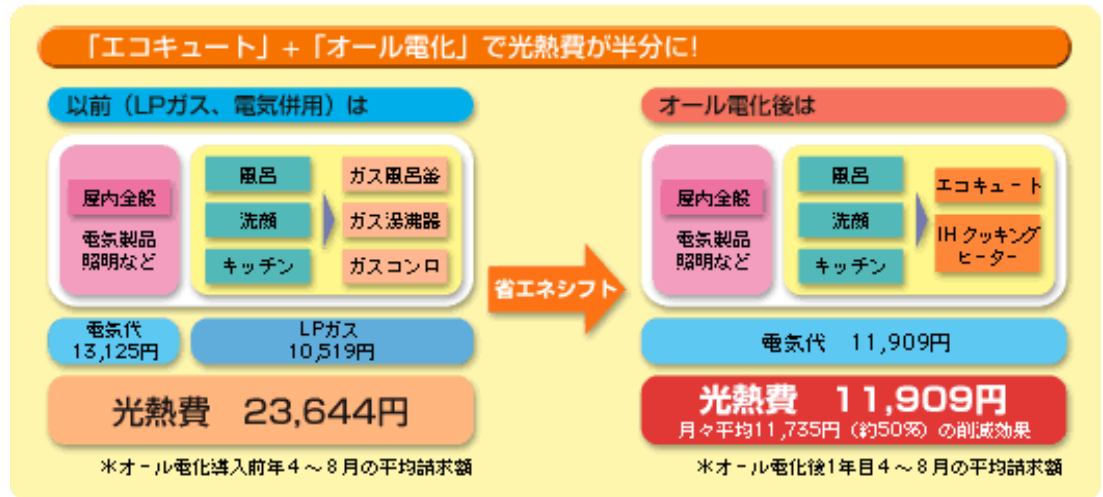 「エコキュート」+「オール電化」で光熱費が半分に!
以前(LPガス、電気併用)は
屋内全般
電気製品
照明など
風呂
洗顔
キッチン
ガス風呂釜
ガス湯沸器
ガスコンロ
電気代
13,125円
LPガス
10,519円
光熱費 23,644円
*オール電化導入前年4~8月の平均請求額
省エネシフト
オール電化後は
屋内全般
電気製品
照明など
風呂
洗顔
キッチン
エコキュート
IHクッキング
ヒーター
電気代 11,909円
光熱費 11,909円
月々平均11,735円(約50%)の削減効果
*オール電化後1年目4~8月の平均請求額